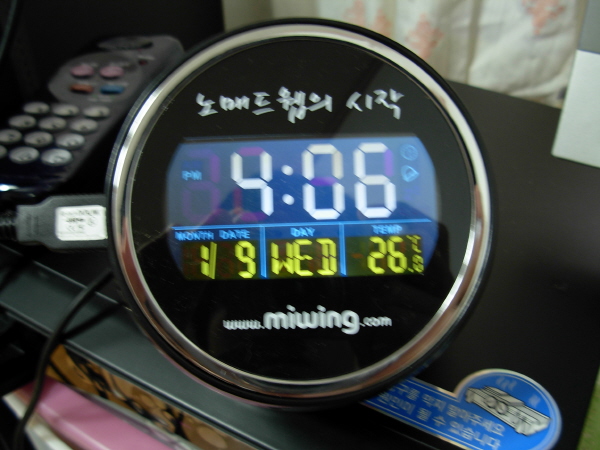 노매드웹의 시작
PM
4:06
MONTH DATE
DAY
TEMP
1/9
WED
26
www.miwing.com